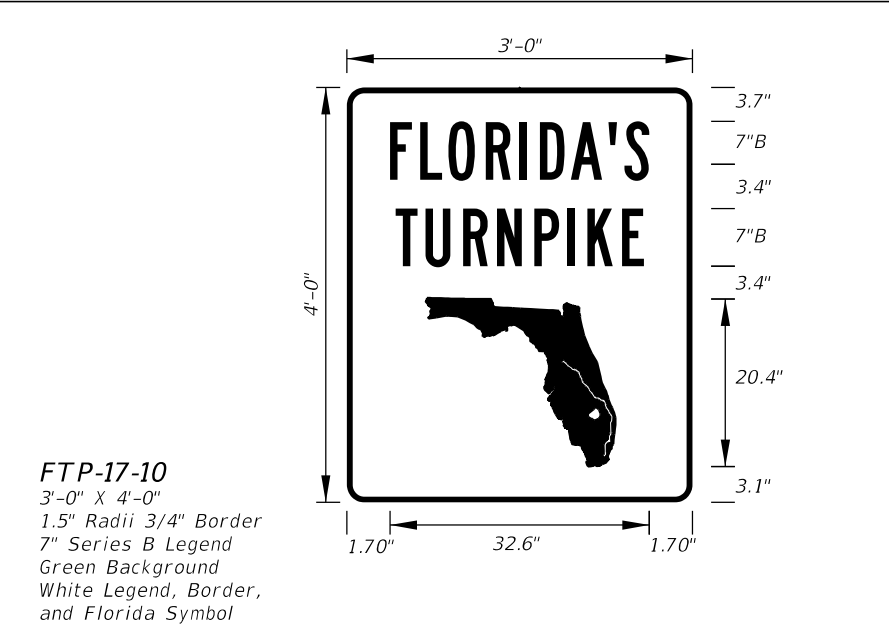 3'-0"
3.7"
FLORIDA'S
7"B
3.4"
TURNPIKE
7"B
3.4"
4'-0"
20.4"
3.1"
1.70"
32.6"
1.70"
FTP-17-10
3'-0" X 4'-0"
1.5" Radii 3/4" Border
7" Series B Legend
Green Background
White Legend, Border,
and Florida Symbol